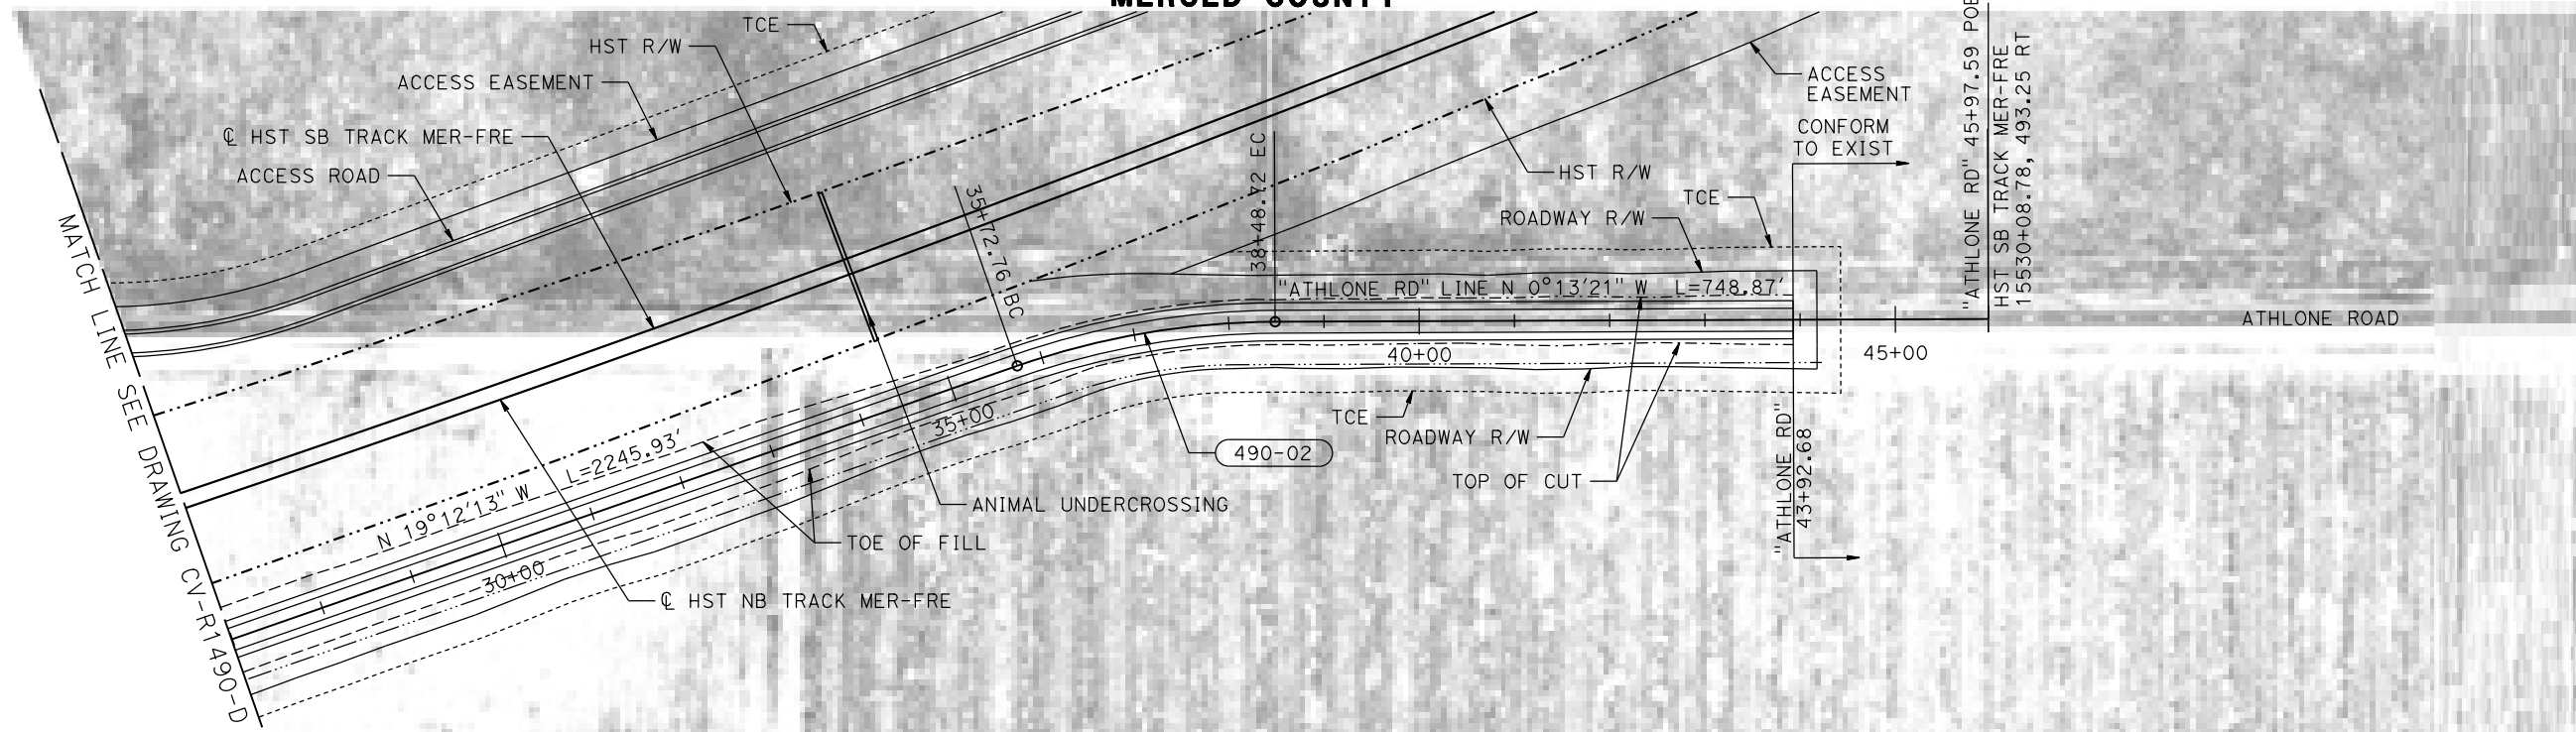 MERCED COUNTY
TCE
HST R/W
ACCESS EASEMENT
℄ HST SB TRACK MER-FRE
ACCESS ROAD
MATCH LINE SEE DRAWING CV-R1490-D
35+72.76 BC
38+48.72 EC
ACCESS
EASEMENT
CONFORM
TO EXIST
HST R/W
TCE
ROADWAY R/W
"ATHLONE RD" 45+97.59 POE
HST SB TRACK MER-FRE
15530+08.78, 493.25 RT
"ATHLONE RD" LINE N 0°13'21" W L=748.87'
ATHLONE ROAD
40+00
45+00
35+00
TCE
ROADWAY R/W
490-02
TOP OF CUT
"ATHLONE RD"
43+92.68
N 19°12'13" W L=2245.93'
ANIMAL UNDERCROSSING
TOE OF FILL
30+00
℄ HST NB TRACK MER-FRE